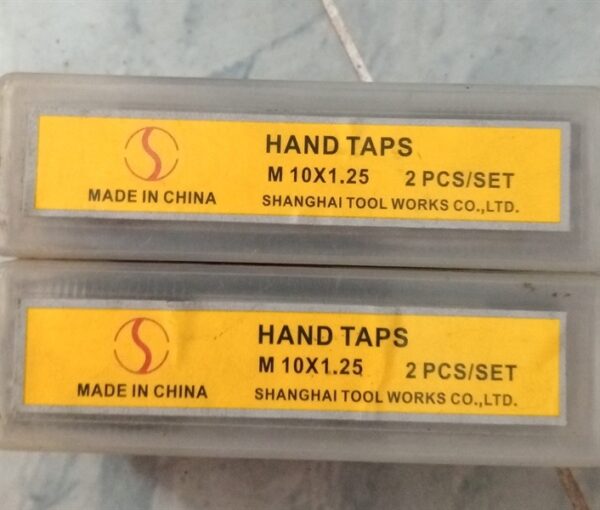 HAND TAPS
M 10X1.25 2 PCS/SET
MADE IN CHINA
SHANGHAI TOOL WORKS CO.,LTD.
HAND TAPS
M 10X1.25 2 PCS/SET
MADE IN CHINA
SHANGHAI TOOL WORKS CO.,LTD.